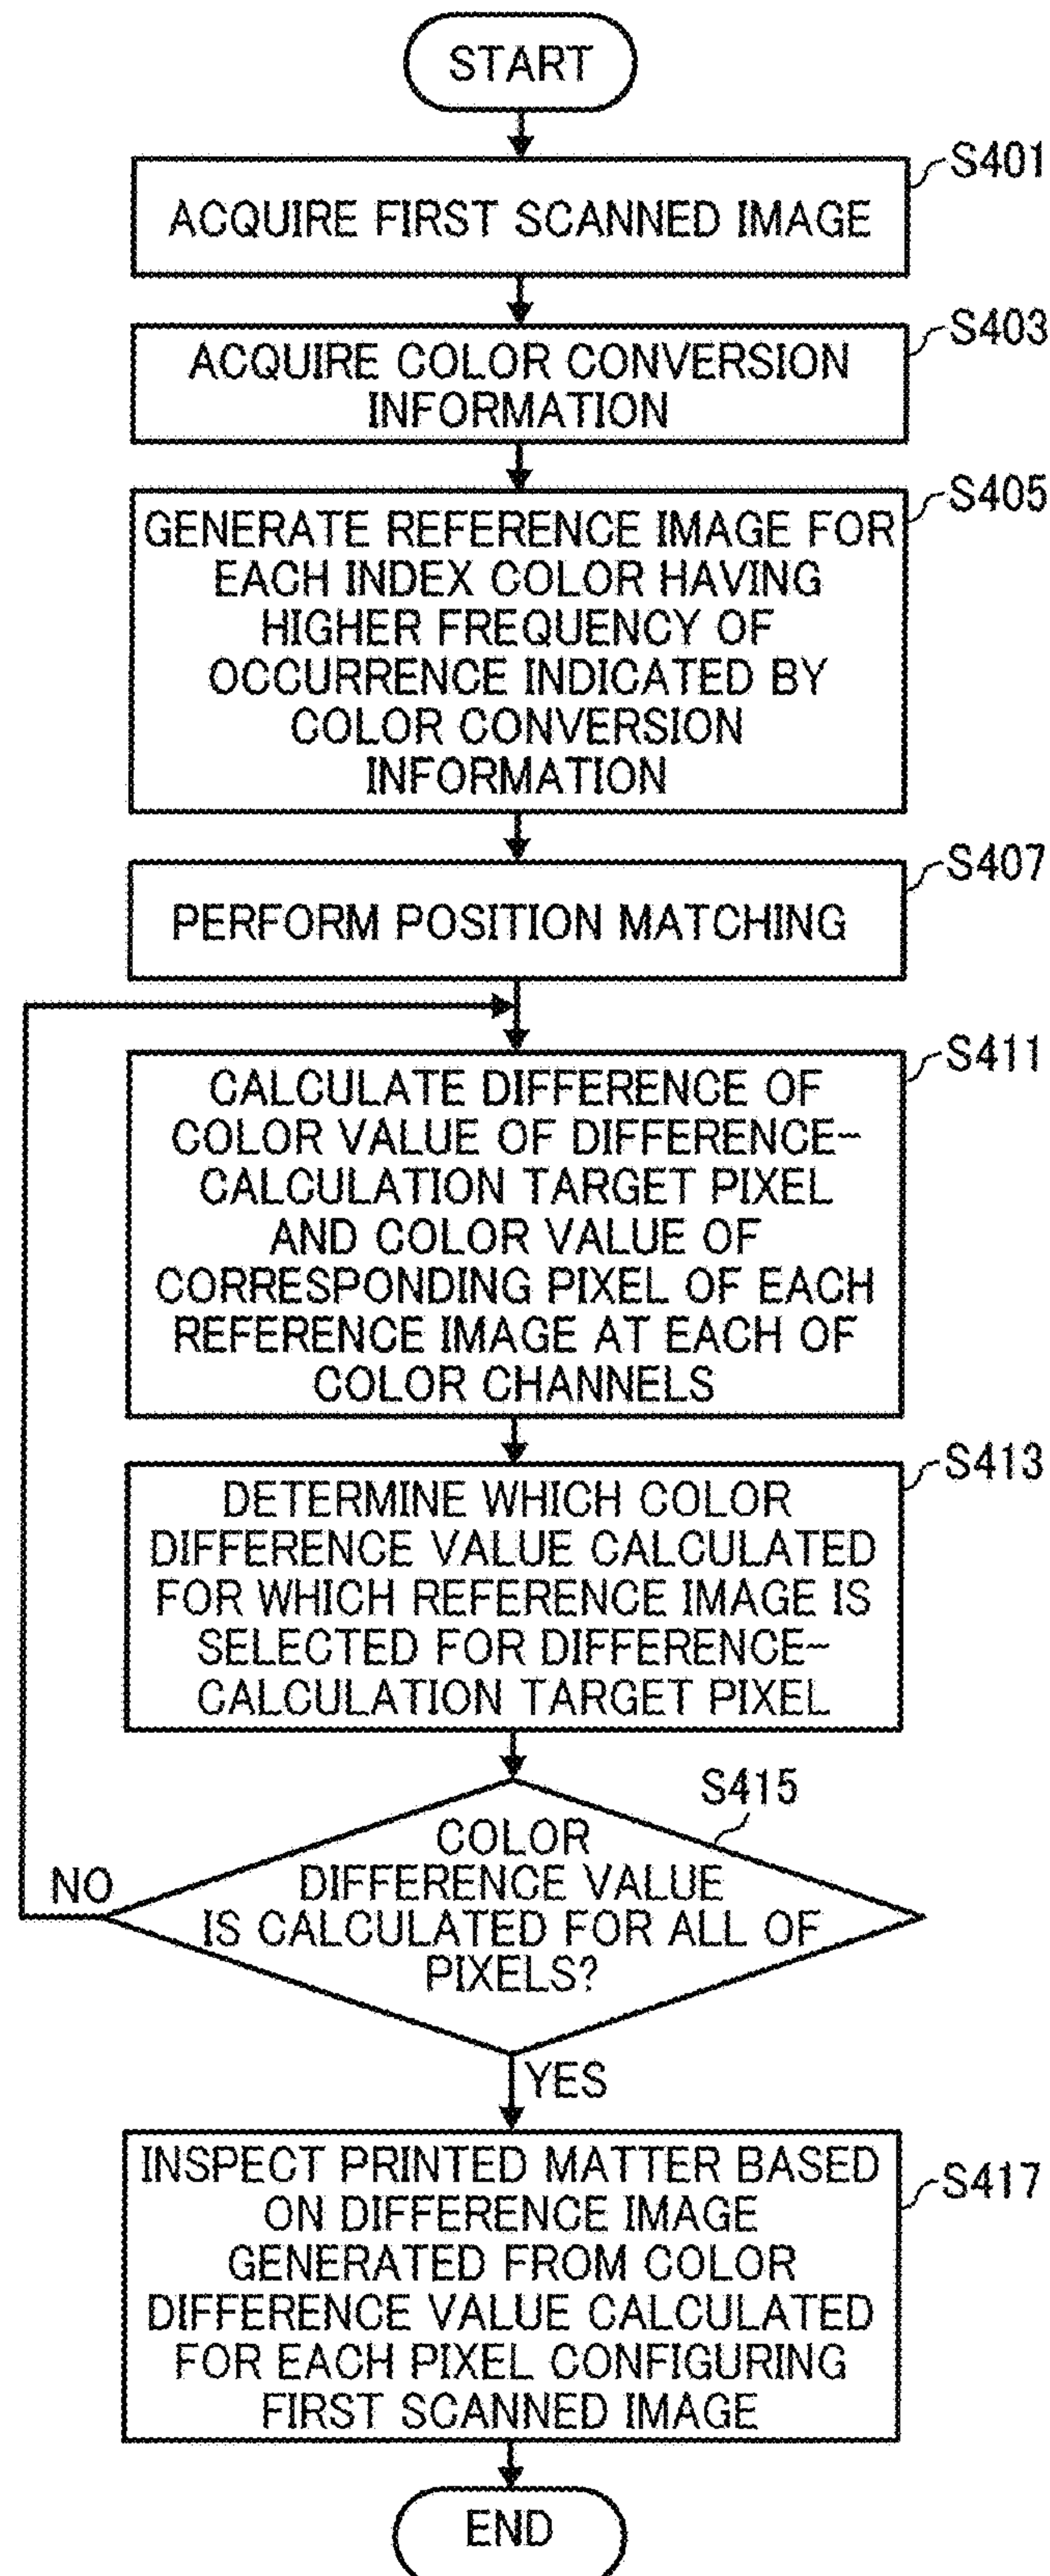 START
S401
ACQUIRE FIRST SCANNED IMAGE
S403
ACQUIRE COLOR CONVERSION
INFORMATION
S405
GENERATE REFERENCE IMAGE FOR
EACH INDEX COLOR HAVING
HIGHER FREQUENCY OF
OCCURRENCE INDICATED BY
COLOR CONVERSION
INFORMATION
S407
PERFORM POSITION MATCHING
S411
CALCULATE DIFFERENCE OF
COLOR VALUE OF DIFFERENCE-
CALCULATION TARGET PIXEL
AND COLOR VALUE OF
CORRESPONDING PIXEL OF EACH
REFERENCE IMAGE AT EACH OF
COLOR CHANNELS
S413
DETERMINE WHICH COLOR
DIFFERENCE VALUE CALCULATED
FOR WHICH REFERENCE IMAGE IS
SELECTED FOR DIFFERENCE-
CALCULATION TARGET PIXEL
S415
COLOR
DIFFERENCE VALUE
IS CALCULATED FOR ALL OF
PIXELS?
NO
YES
S417
INSPECT PRINTED MATTER BASED
ON DIFFERENCE IMAGE
GENERATED FROM COLOR
DIFFERENCE VALUE CALCULATED
FOR EACH PIXEL CONFIGURING
FIRST SCANNED IMAGE
END